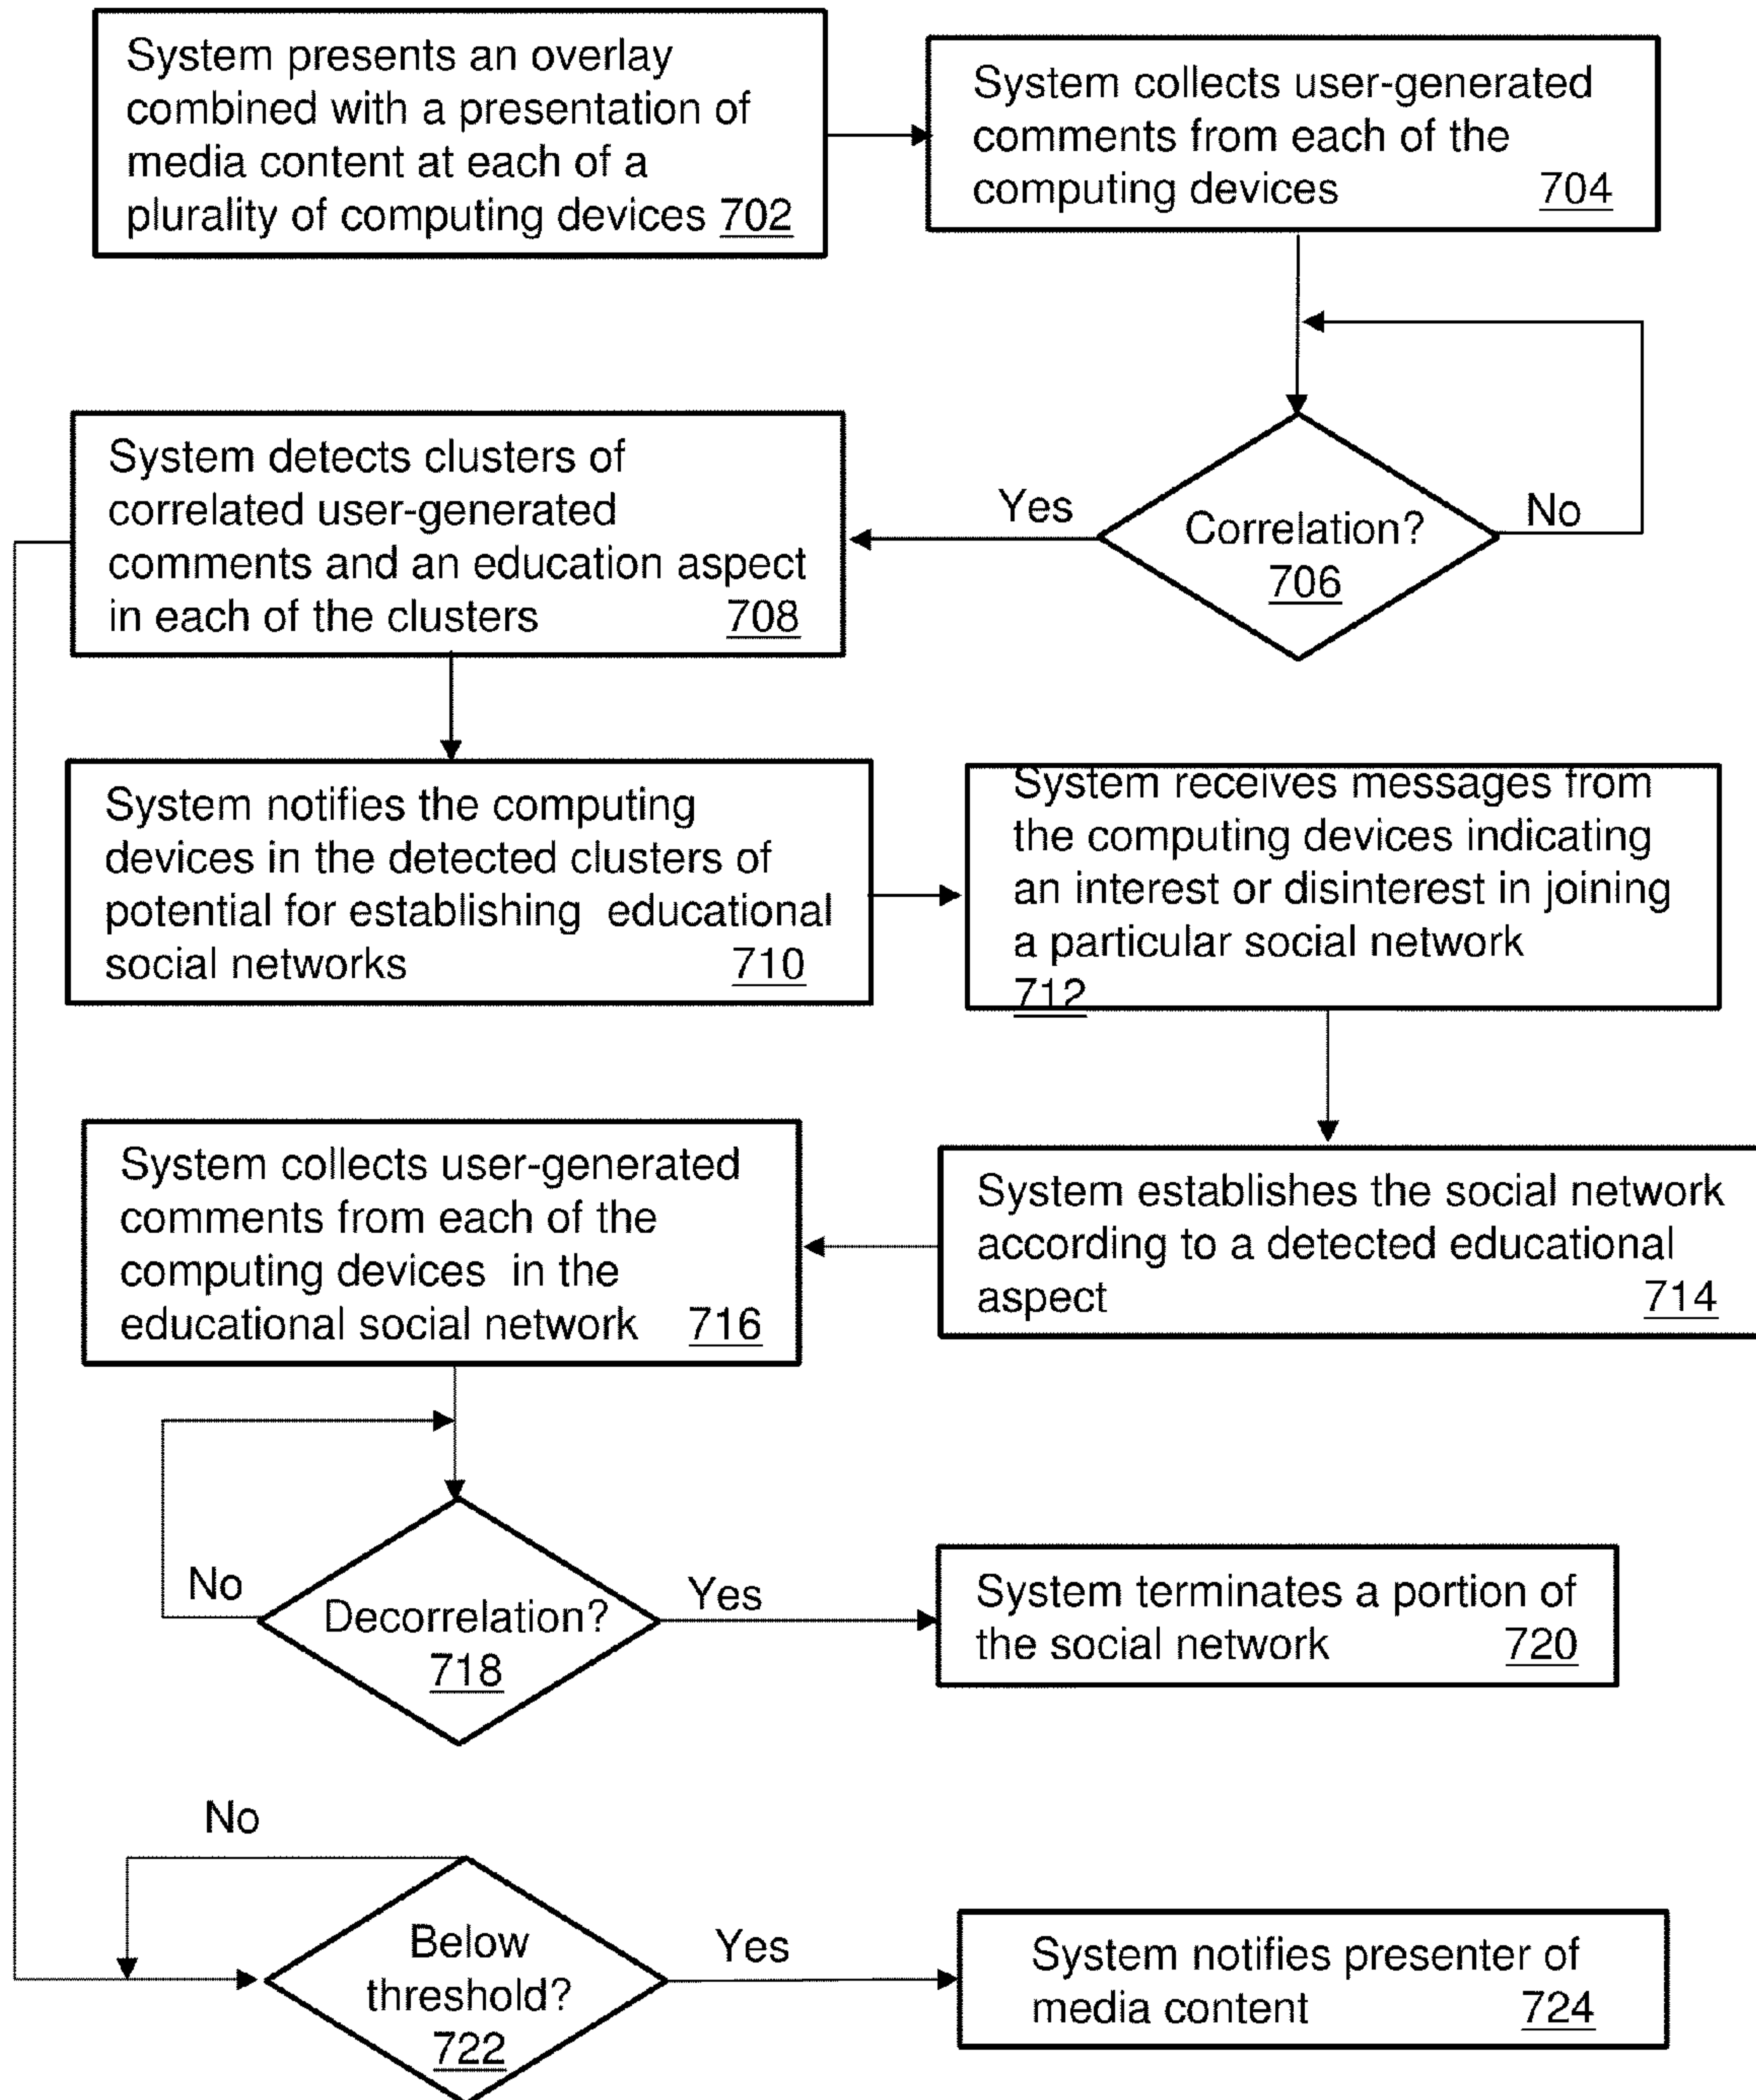 System presents an overlay
combined with a presentation of
media content at each of a
plurality of computing devices 702
System collects user-generated
comments from each of the
computing devices 704
Correlation?
706
Yes
No
System detects clusters of
correlated user-generated
comments and an education aspect
in each of the clusters 708
System notifies the computing
devices in the detected clusters of
potential for establishing educational
social networks 710
System receives messages from
the computing devices indicating
an interest or disinterest in joining
a particular social network
712
System establishes the social network
according to a detected educational
aspect 714
System collects user-generated
comments from each of the
computing devices in the
educational social network 716
Decorrelation?
718
No
Yes
System terminates a portion of
the social network 720
No
Below
threshold?
722
Yes
System notifies presenter of
media content 724